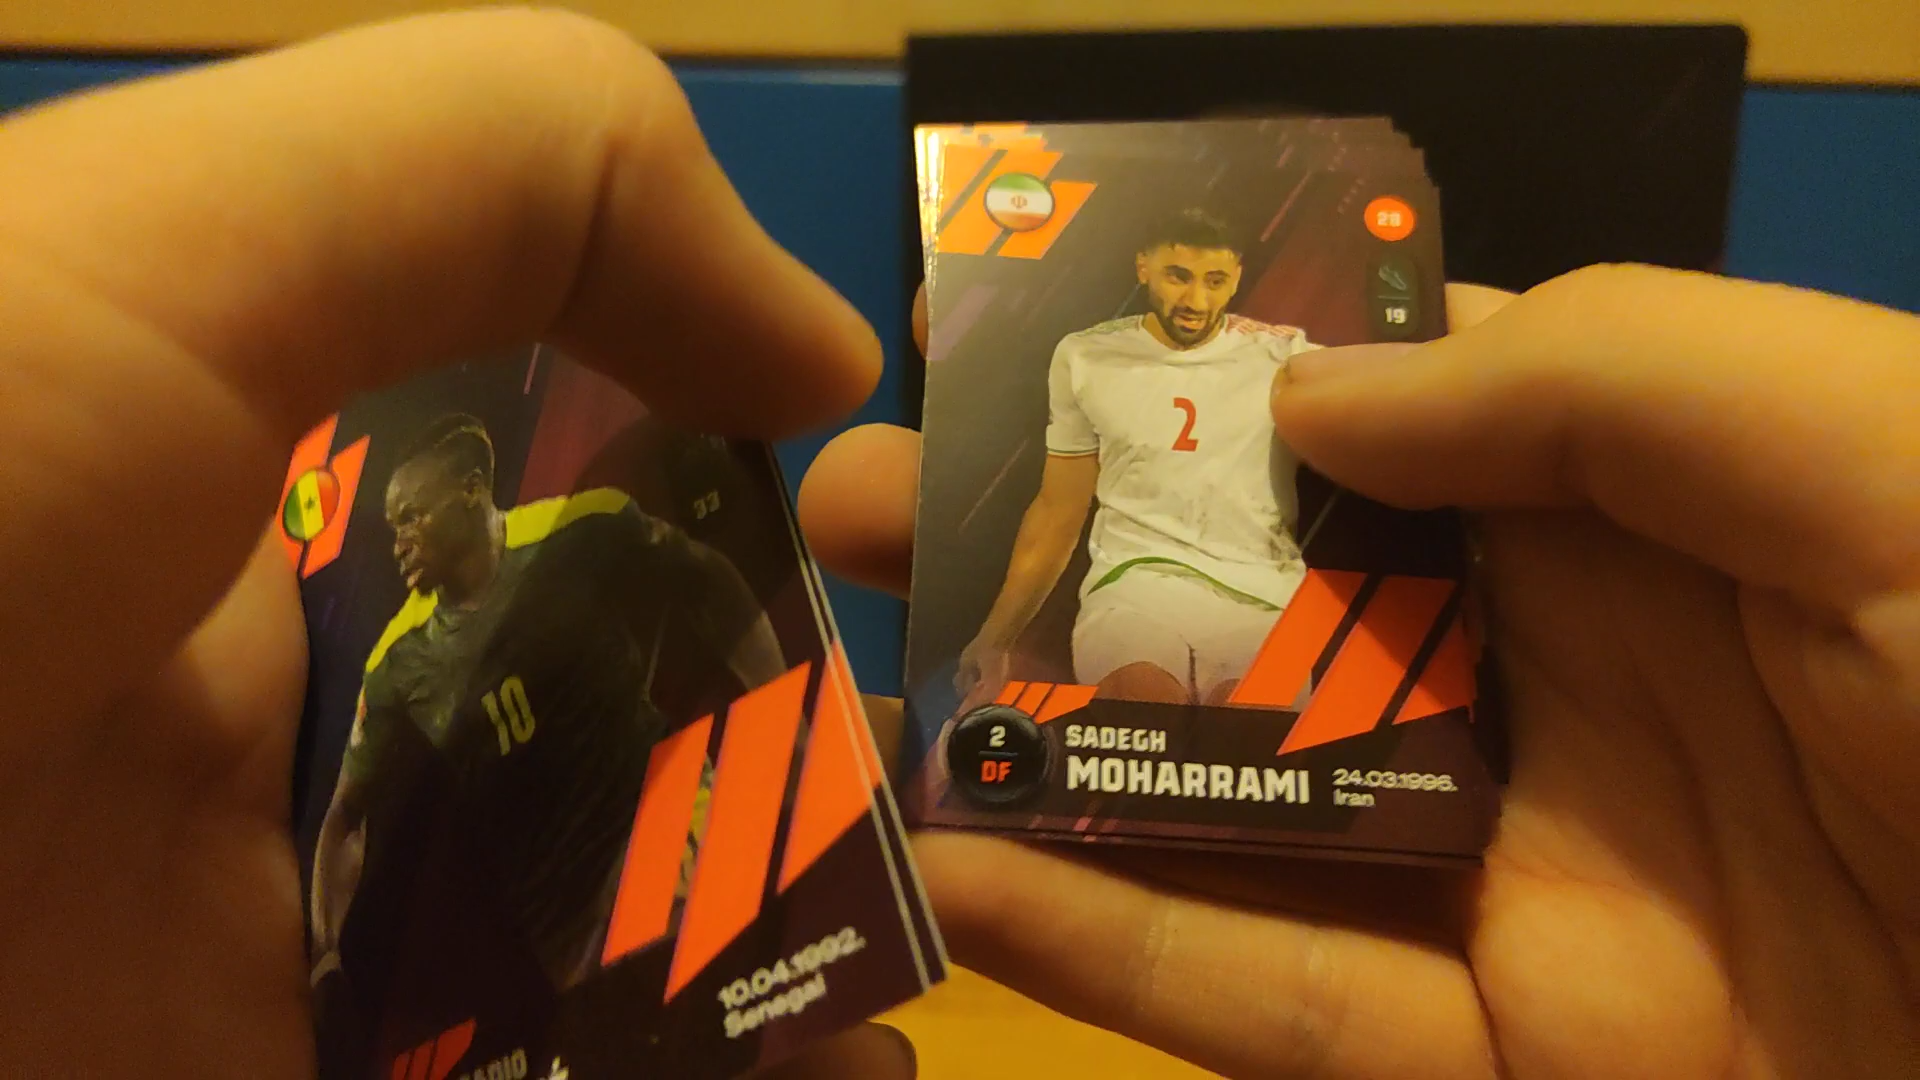 33
10
10.04.1992.
Senegal
28
19
2
2
DF
SADEGH
MOHARRAMI
24.03.1996.
Iran